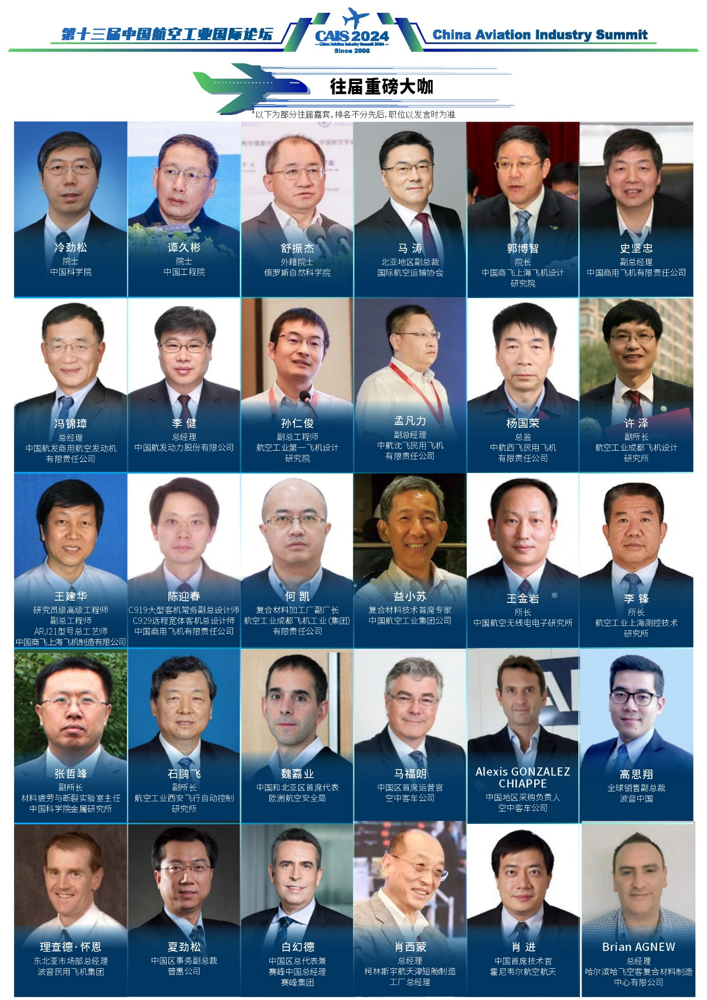 第十三届中国航空工业国际论坛
CAIS 2024
China Aviation Industry Summit 2024
Since 2008
China Aviation Industry Summit
往届重磅大咖
*以下为部分往届嘉宾,排名不分先后,职位以发言时为准
冷劲松
院士
中国科学院
谭久彬
院士
中国工程院
舒振杰
外籍院士
俄罗斯自然科学院
马 涛
北亚地区副总裁
国际航空运输协会
郭博智
院长
中国商飞上海飞机设计
研究院
史坚忠
副总经理
中国商用飞机有限责任公司
冯锦璋
总经理
中国航发商用航空发动机
有限责任公司
李 健
总经理
中国航发动力股份有限公司
孙仁俊
副总工程师
航空工业第一飞机设计
研究院
孟凡力
副总经理
中航沈飞民用飞机
有限责任公司
杨国荣
总监
中航西飞民用飞机
有限责任公司
许 泽
副所长
航空工业成都飞机设计
研究所
王建华
研究员级高级工程师
副总工程师
ARJ21型号总工艺师
中国商飞上海飞机制造有限公司
陈迎春
C919大型客机常务副总设计师
C929远程宽体客机总设计师
中国商用飞机有限责任公司
何 凯
复合材料加工厂副厂长
航空工业成都飞机工业(集团)
有限责任公司
益小苏
复合材料技术首席专家
中国航空工业集团公司
王金岩
所长
中国航空无线电电子研究所
李 锋
所长
航空工业上海测控技术
研究所
张哲峰
副所长
材料疲劳与断裂实验室主任
中国科学院金属研究所
石鹏飞
副所长
航空工业西安飞行自动控制
研究所
魏嘉业
中国和北亚区首席代表
欧洲航空安全局
马福朗
中国区首席运营官
空中客车公司
Alexis GONZALEZ
CHIAPPE
中国地区采购负责人
空中客车公司
高思翔
全球销售副总裁
波音中国
理查德·怀恩
东北亚市场部总经理
波音民用飞机集团
夏劲松
中国区事务副总裁
普惠公司
白幻德
中国区总代表兼
赛峰中国总经理
赛峰集团
肖西蒙
总经理
柯林斯宇航天津短舱制造
工厂总经理
肖 进
中国首席技术官
霍尼韦尔航空航天
Brian AGNEW
总经理
哈尔滨哈飞空客复合材料制造
中心有限公司